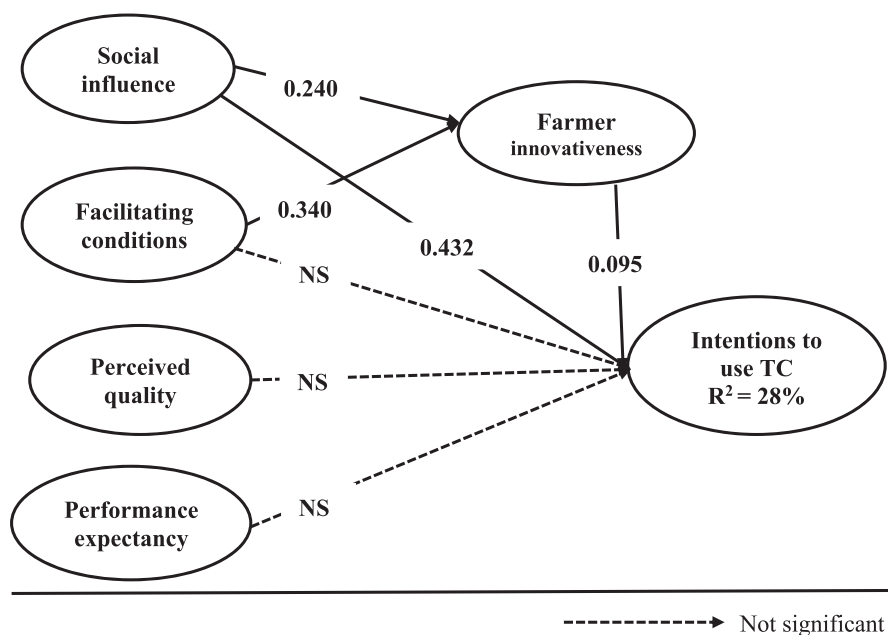 Social
influence
0.240
Farmer
innovativeness
Facilitating
conditions
0.340
0.432
NS
0.095
Perceived
quality
NS
Intentions to
use TC
R² = 28%
Performance
expectancy
NS
Not significant